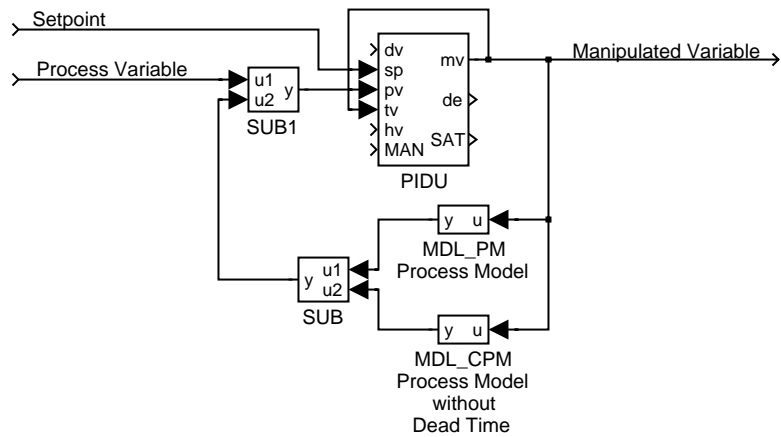 Setpoint
Process Variable
Manipulated Variable
dv
sp
pv
tv
hv
MAN
mv
de
SAT
PIDU
u1
u2
y
SUB1
y
u
MDL_PM
Process Model
u1
u2
y
SUB
y
u
MDL_CPM
Process Model
without
Dead Time